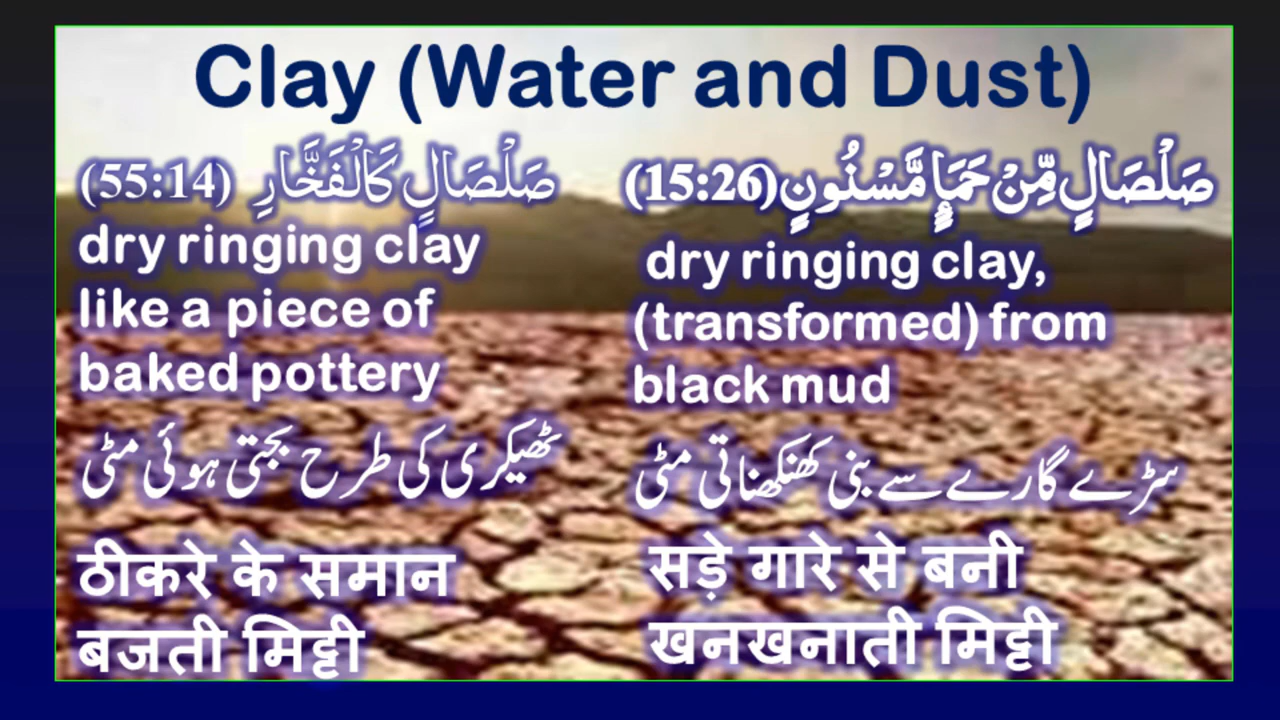 Clay (Water and Dust)
(55:14) صَلْصَالٍ كَالْفَخَّارِ
dry ringing clay
like a piece of
baked pottery
ٹھیکری کی طرح بجتی ہوئی مٹی
ठीकरे के समान
बजती मिट्टी
صَلْصَالٍ مِّنْ حَمَإٍ مَّسْنُونٍ(15:26)
dry ringing clay,
(transformed) from
black mud
سڑے گارے سے بنی کھنکھناتی مٹی
सड़े गारे से बनी
खनखनाती मिट्टी